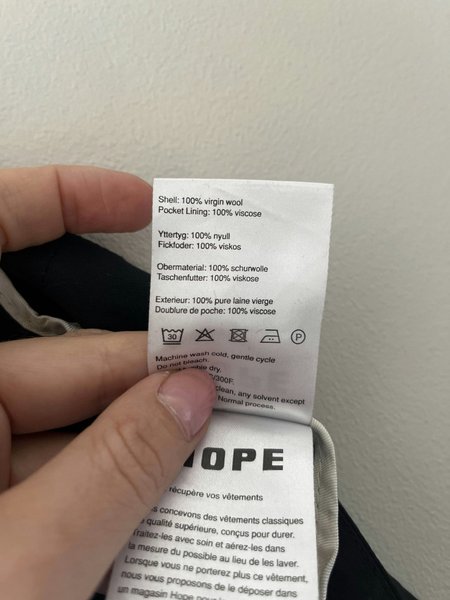 Shell: 100% virgin wool
Pocket Lining: 100% viscose
Yttertyg: 100% nyull
Fickfoder: 100% viskos
Obermaterial: 100% schurwolle
Taschenfutter: 100% viskose
Exterieur: 100% pure laine vierge
Doublure de poche: 100% viscose
30 P
Machine wash cold, gentle cycle
Do not bleach.
dry.
/300F.
clean, any solvent except
Normal process.
HOPE
récupère vos vêtements
concevons des vêtements classiques
qualité supérieure, conçus pour durer.
Traitez-les avec soin et aérez-les dans
la mesure du possible au lieu de les laver.
Lorsque vous ne porterez plus ce vêtement,
nous vous proposons de le déposer dans
un magasin Hope